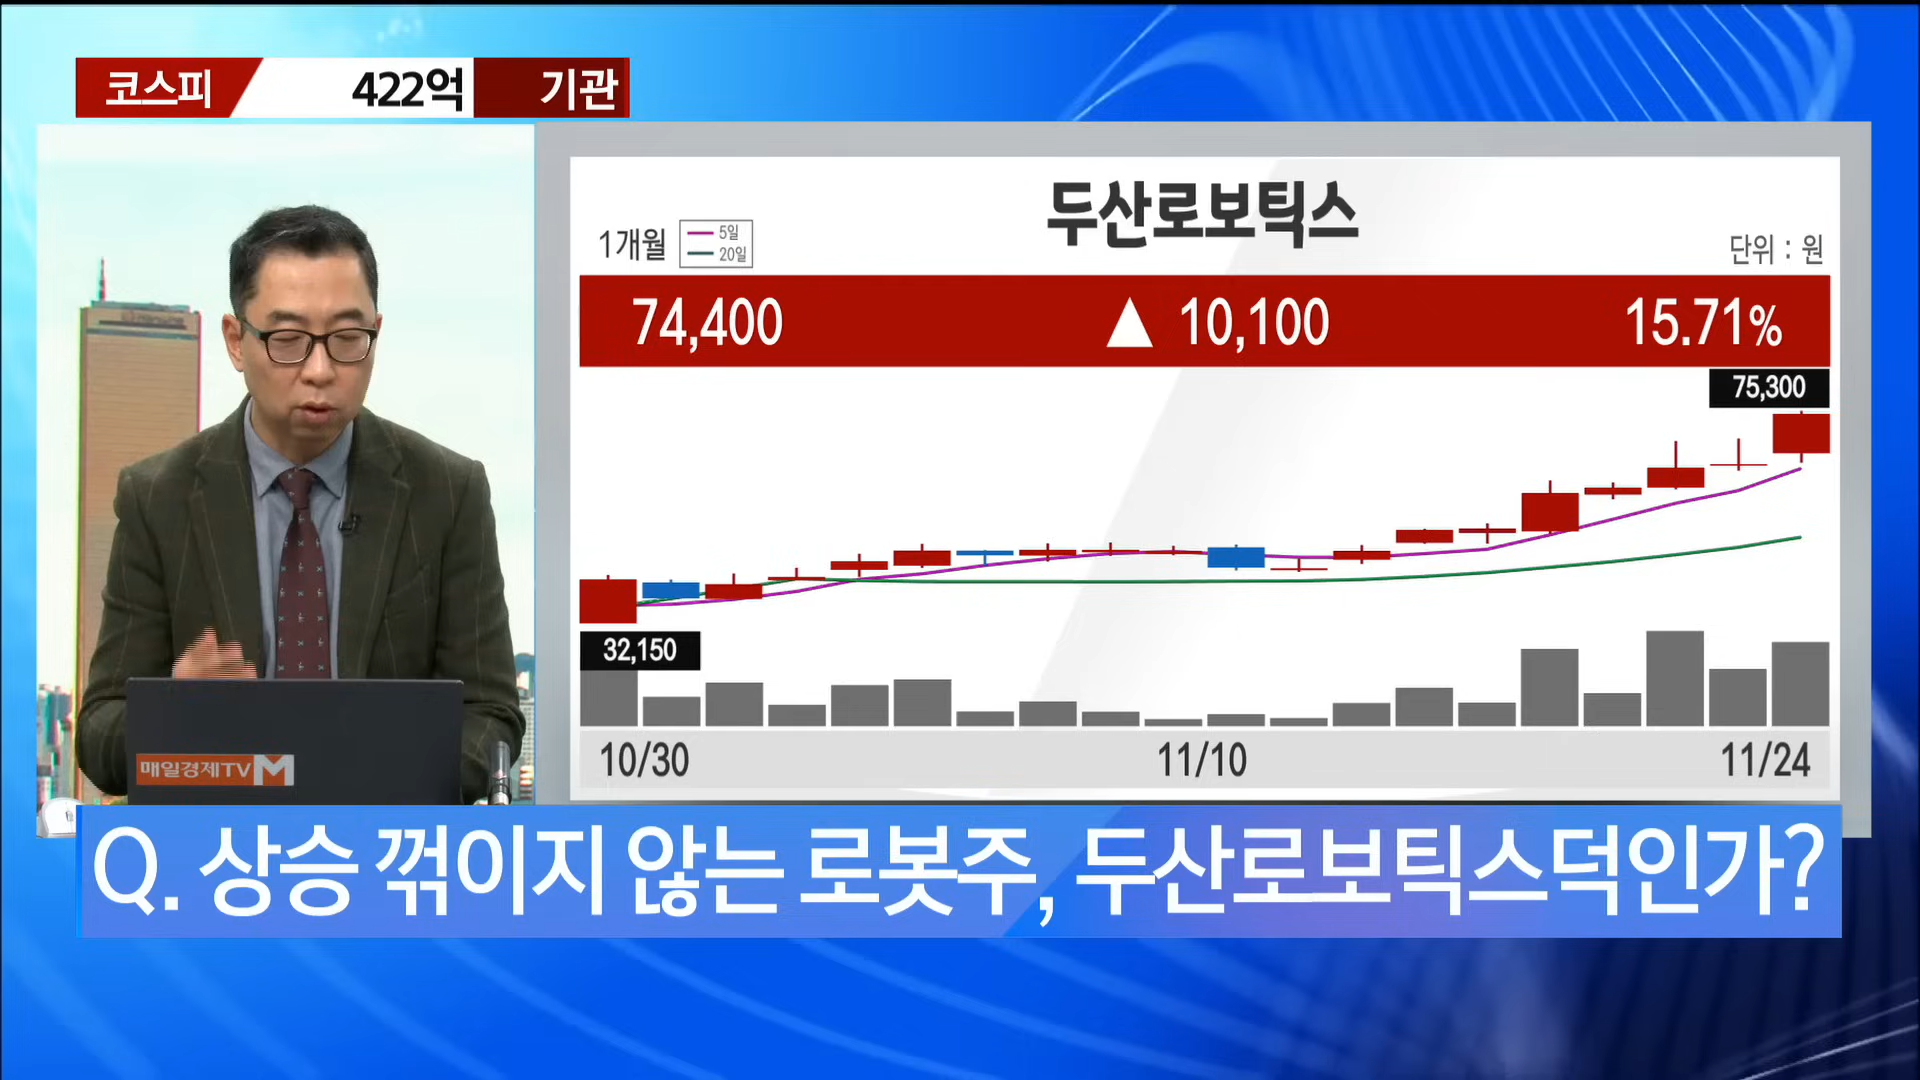 코스피 422억 기관
두산로보틱스
1개월
5일
20일
단위 : 원
74,400 ▲ 10,100 15.71%
75,300
32,150
10/30 11/10 11/24
매일경제TV M
Q. 상승 꺾이지 않는 로봇주, 두산로보틱스덕인가?